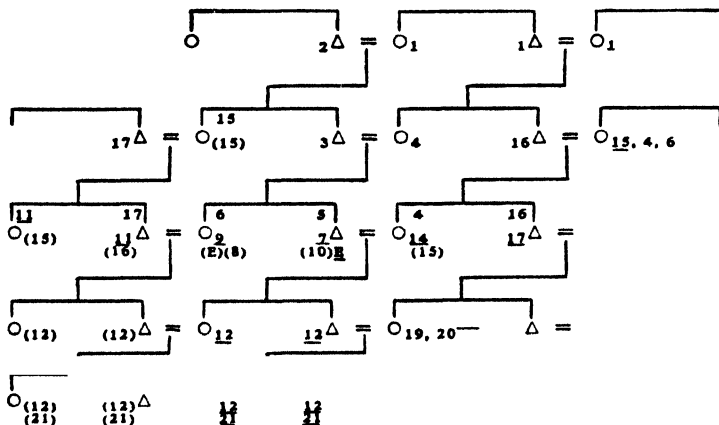 2 = 1 1 = 1
15
17 = (15) 3 = 4 16 = 15, 4, 6
11 17 6 5 4 16
(15) 11 = 9 7 = 14 17 =
(16) (E)(8) (10)E (15)
(12) (12) = 12 12 = 19, 20— =
(12) (12) 12 12
(21) (21) 21 21